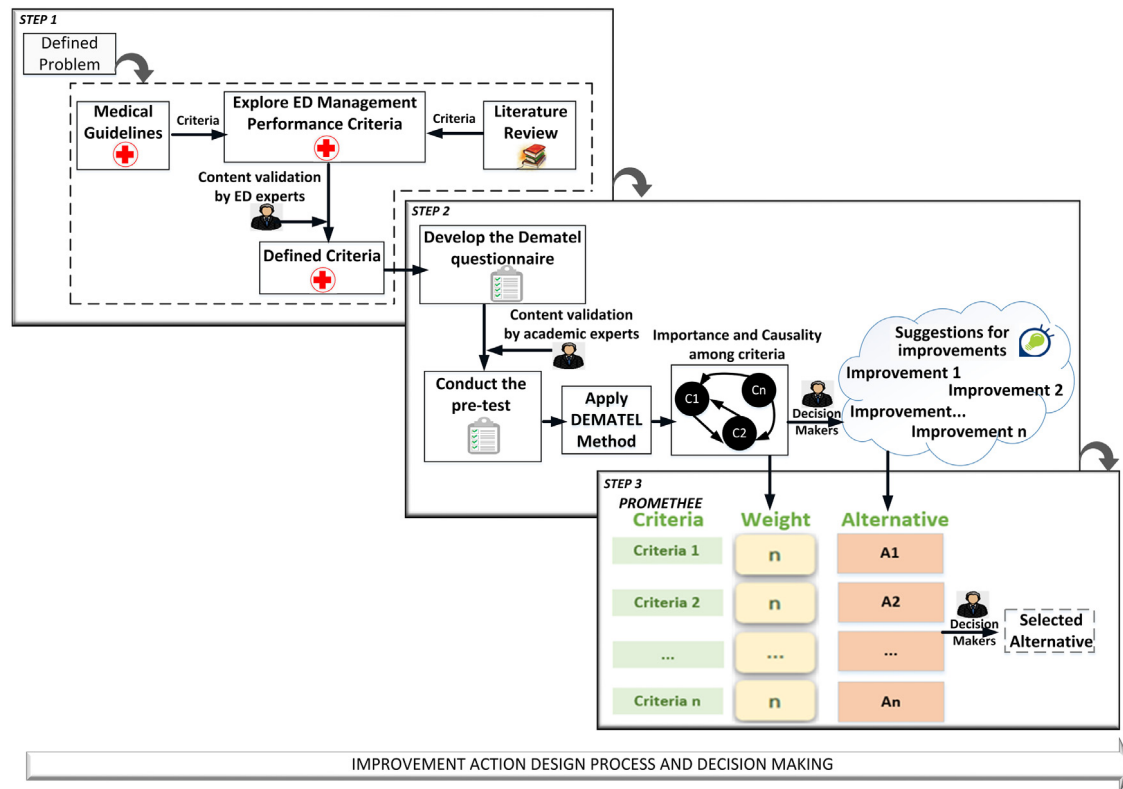 STEP 1
Defined
Problem
Medical
Guidelines
Criteria
Explore ED Management
Performance Criteria
Criteria
Literature
Review
Content validation
by ED experts
Defined Criteria
STEP 2
Develop the Dematel
questionnaire
Content validation
by academic experts
Conduct the
pre-test
Apply
DEMATEL
Method
Importance and Causality
among criteria
C1
Cn
C2
Decision
Makers
Suggestions for
improvements
Improvement 1
Improvement 2
Improvement...
Improvement n
STEP 3
PROMETHEE
Criteria
Weight
Alternative
Criteria 1
n
A1
Criteria 2
n
A2
...
...
...
Criteria n
n
An
Decision
Makers
Selected
Alternative
IMPROVEMENT ACTION DESIGN PROCESS AND DECISION MAKING